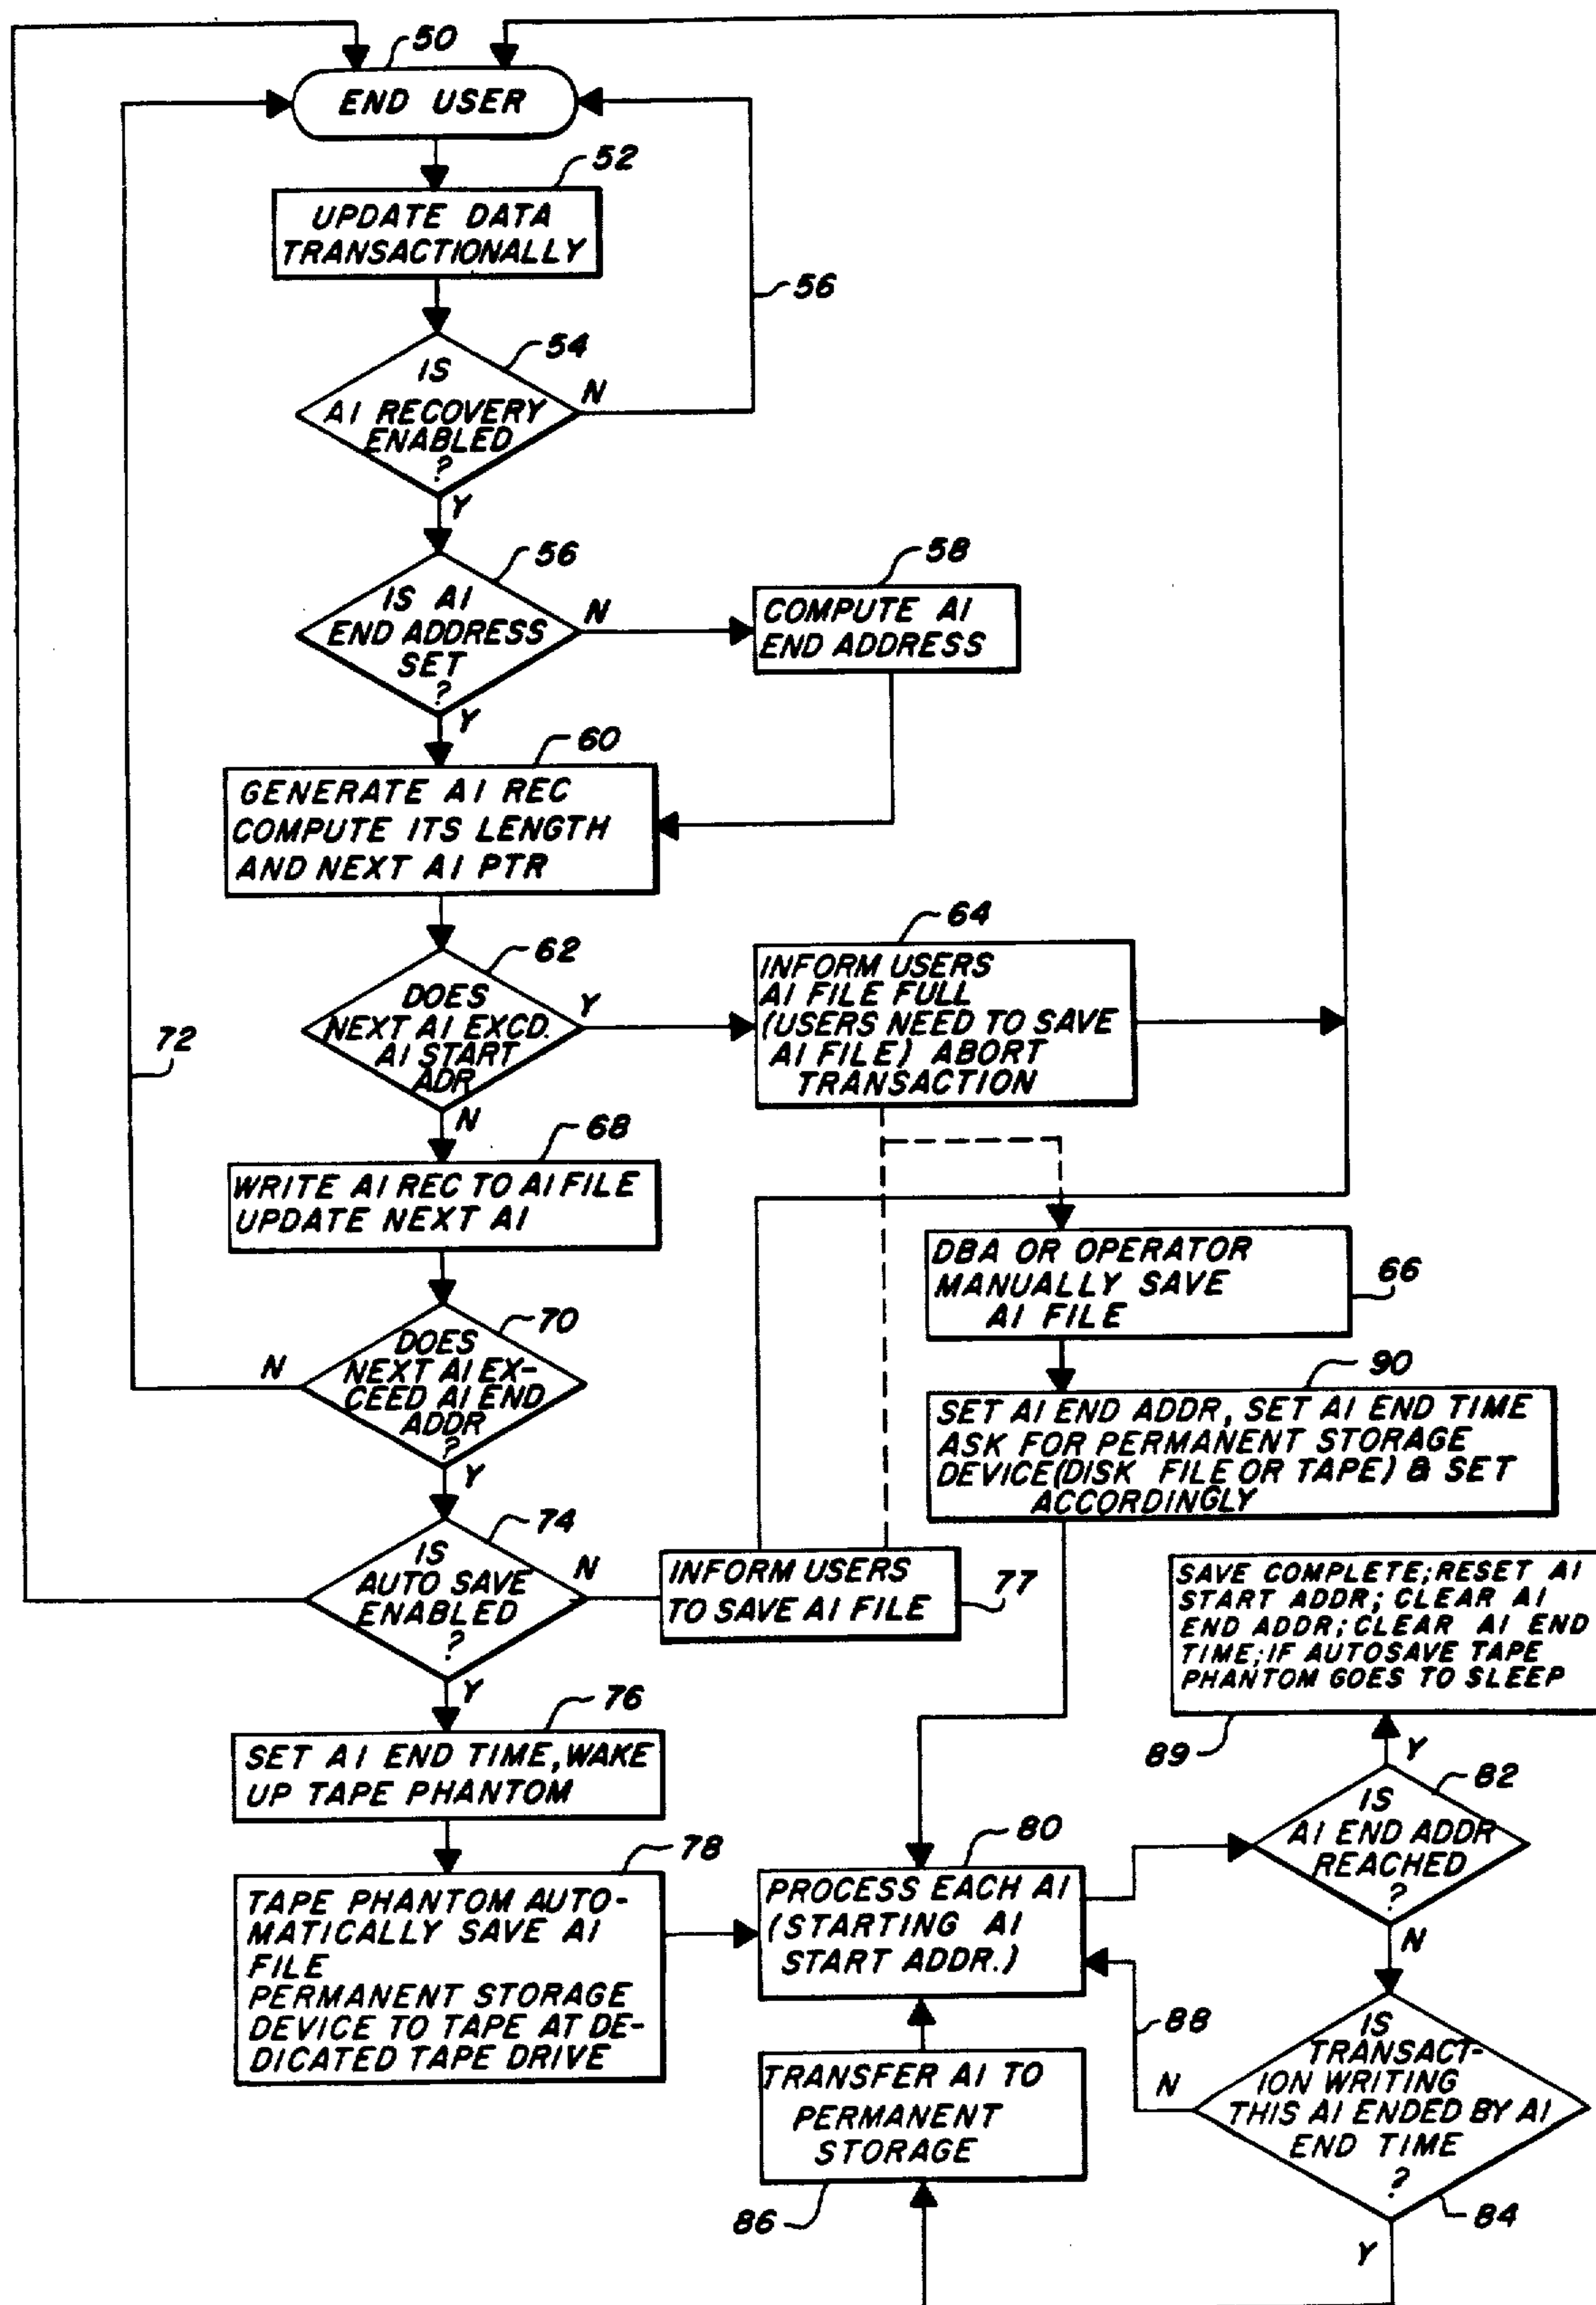 50
END USER
52
UPDATE DATA
TRANSACTIONALLY
56
54
IS
AI RECOVERY
ENABLED
?
N
Y
56
IS AI
END ADDRESS
SET
?
N
Y
58
COMPUTE AI
END ADDRESS
60
GENERATE AI REC
COMPUTE ITS LENGTH
AND NEXT AI PTR
62
DOES
NEXT AI EXCD.
AI START
ADR
Y
N
64
INFORM USERS
AI FILE FULL
(USERS NEED TO SAVE
AI FILE) ABORT
TRANSACTION
72
68
WRITE AI REC TO AI FILE
UPDATE NEXT AI
DBA OR OPERATOR
MANUALLY SAVE
AI FILE
66
70
DOES
NEXT AI EX-
CEED AI END
ADDR
?
N
Y
90
SET AI END ADDR, SET AI END TIME
ASK FOR PERMANENT STORAGE
DEVICE(DISK FILE OR TAPE) & SET
ACCORDINGLY
74
IS
AUTO SAVE
ENABLED
?
N
Y
INFORM USERS
TO SAVE AI FILE
77
SAVE COMPLETE;RESET AI
START ADDR; CLEAR AI
END ADDR;CLEAR AI END
TIME;IF AUTOSAVE TAPE
PHANTOM GOES TO SLEEP
89
76
SET AI END TIME,WAKE
UP TAPE PHANTOM
Y
82
IS
AI END ADDR
REACHED
?
N
78
TAPE PHANTOM AUTO-
MATICALLY SAVE AI
FILE
PERMANENT STORAGE
DEVICE TO TAPE AT DE-
DICATED TAPE DRIVE
80
PROCESS EACH AI
(STARTING AI
START ADDR.)
88
IS
TRANSACT-
ION WRITING
THIS AI ENDED BY AI
END TIME
?
N
84
Y
TRANSFER AI TO
PERMANENT
STORAGE
86